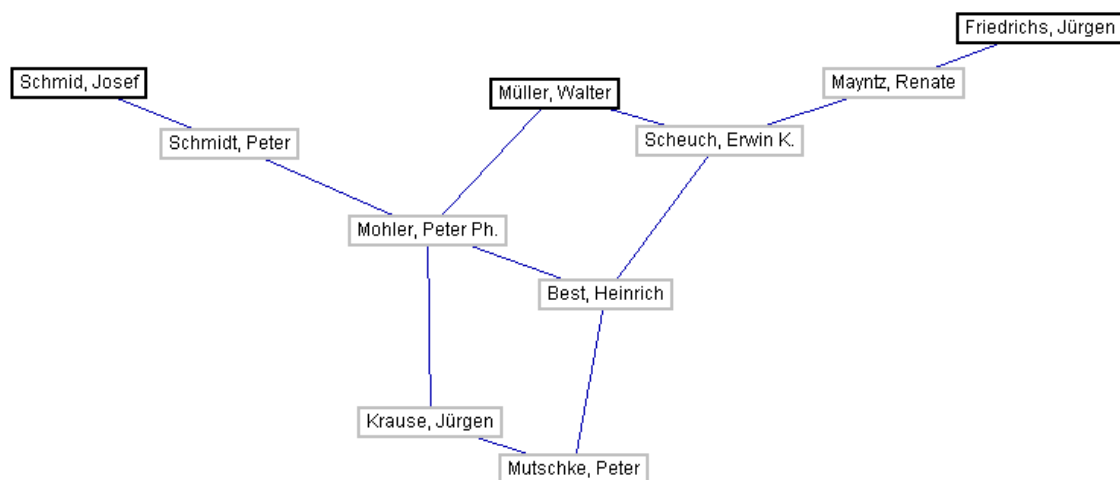 Friedrichs, Jürgen
Schmid, Josef
Mayntz, Renate
Müller, Walter
Schmidt, Peter
Scheuch, Erwin K.
Mohler, Peter Ph.
Best, Heinrich
Krause, Jürgen
Mutschke, Peter